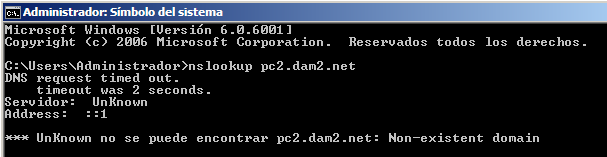 Administrador: Símbolo del sistema
Microsoft Windows [Versión 6.0.6001]
Copyright (c) 2006 Microsoft Corporation.  Reservados todos los derechos.
C:\Users\Administrador>nslookup pc2.dam2.net
DNS request timed out.
    timeout was 2 seconds.
Servidor:  UnKnown
Address:  ::1
*** UnKnown no se puede encontrar pc2.dam2.net: Non-existent domain